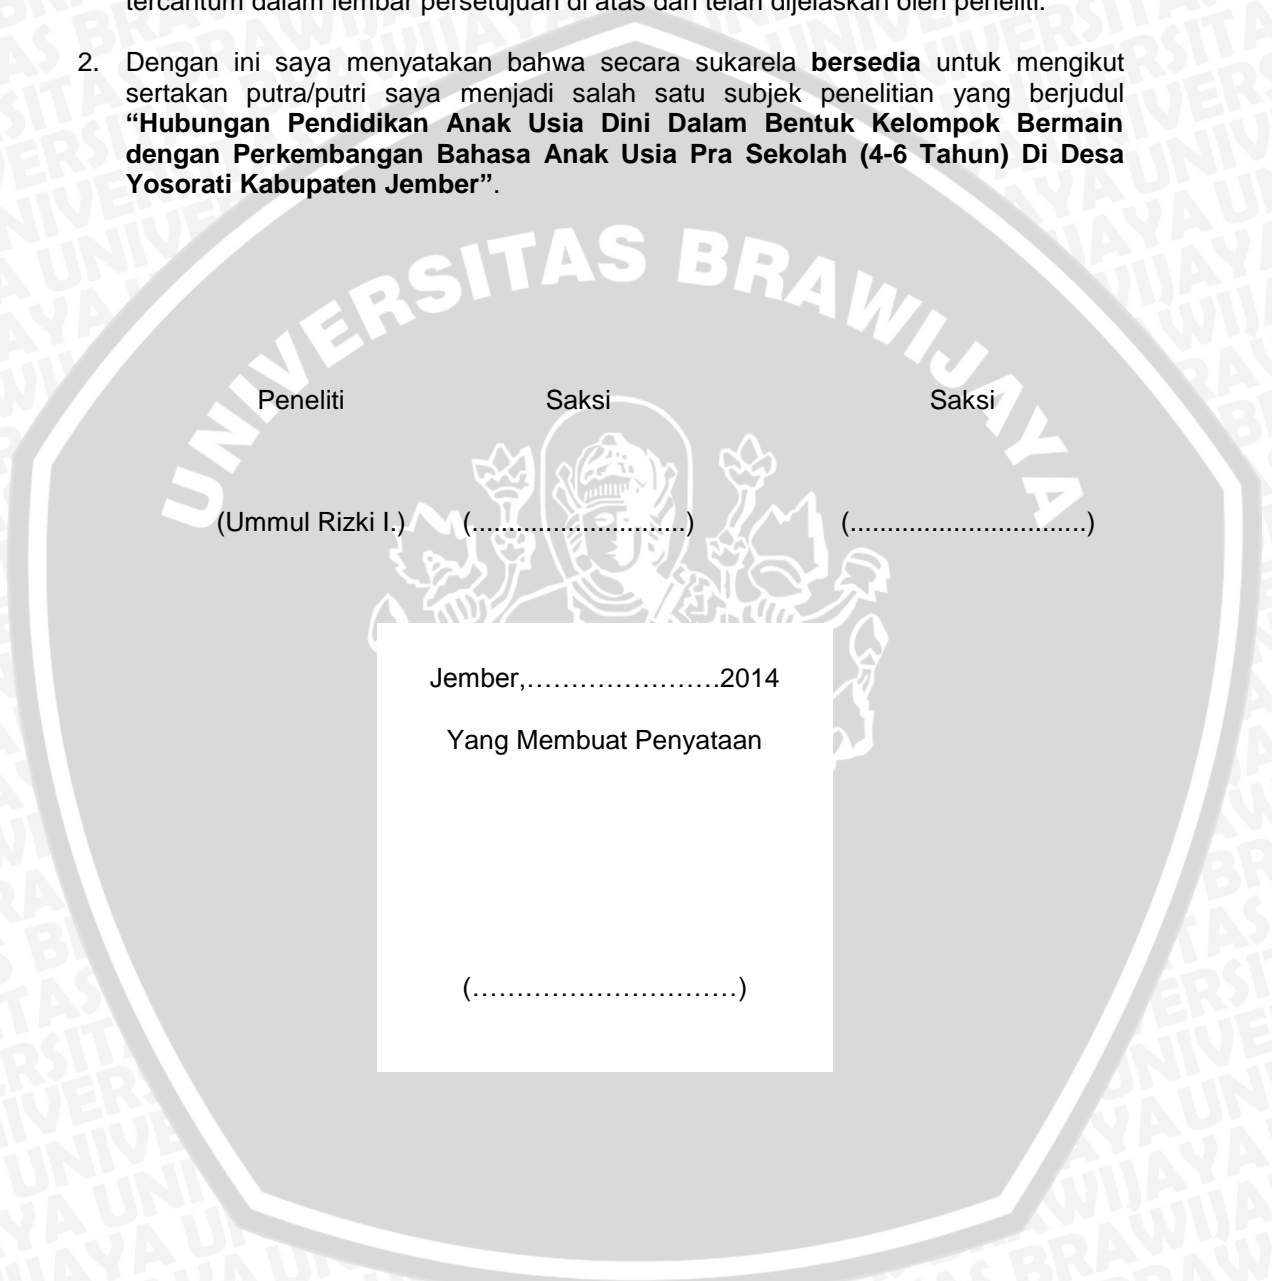 tercantum dalam lembar persetujuan di atas dan telah dijelaskan oleh peneliti.
2. Dengan ini saya menyatakan bahwa secara sukarela bersedia untuk mengikut
sertakan putra/putri saya menjadi salah satu subjek penelitian yang berjudul
“Hubungan Pendidikan Anak Usia Dini Dalam Bentuk Kelompok Bermain
dengan Perkembangan Bahasa Anak Usia Pra Sekolah (4-6 Tahun) Di Desa
Yosorati Kabupaten Jember”.
UNIVERSITAS BRAWIJAYA
Peneliti Saksi Saksi
(Ummul Rizki I.) (.............................) (................................)
Jember,………………….2014
Yang Membuat Penyataan
(…………………………)